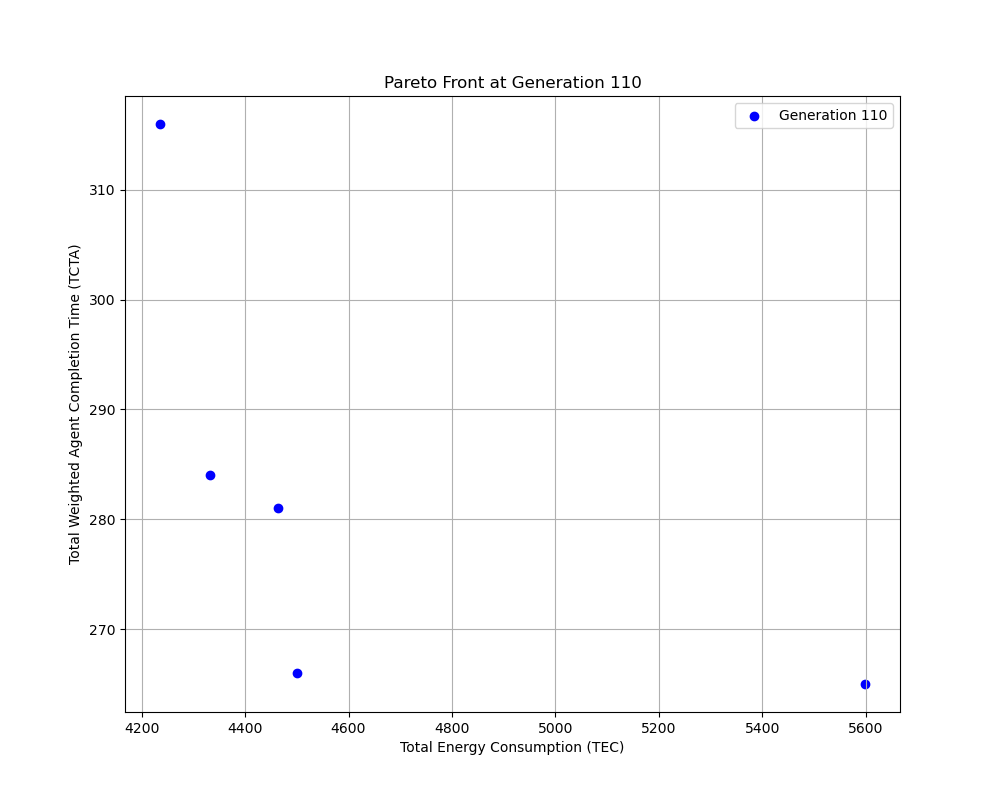 Pareto Front at Generation 110
Generation 110
Total Weighted Agent Completion Time (TCTA)
310
300
290
280
270
4200 4400 4600 4800 5000 5200 5400 5600
Total Energy Consumption (TEC)